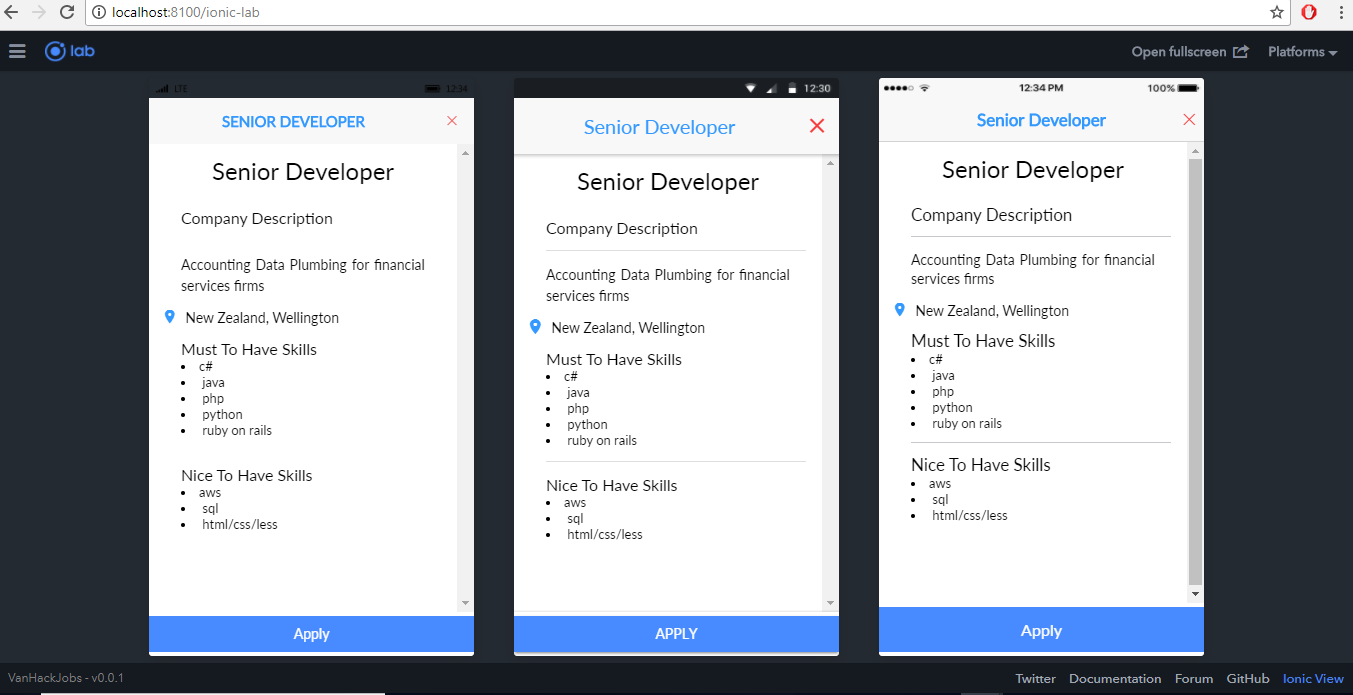 localhost:8100/ionic-lab
lab
Open fullscreen
Platforms
LTE
12:34
SENIOR DEVELOPER
Senior Developer
Company Description
Accounting Data Plumbing for financial
services firms
New Zealand, Wellington
Must To Have Skills
c#
java
php
python
ruby on rails
Nice To Have Skills
aws
sql
html/css/less
Apply
12:30
Senior Developer
Senior Developer
Company Description
Accounting Data Plumbing for financial
services firms
New Zealand, Wellington
Must To Have Skills
c#
java
php
python
ruby on rails
Nice To Have Skills
aws
sql
html/css/less
APPLY
12:34 PM
100%
Senior Developer
Senior Developer
Company Description
Accounting Data Plumbing for financial
services firms
New Zealand, Wellington
Must To Have Skills
c#
java
php
python
ruby on rails
Nice To Have Skills
aws
sql
html/css/less
Apply
VanHackJobs - v0.0.1
Twitter
Documentation
Forum
GitHub
Ionic View